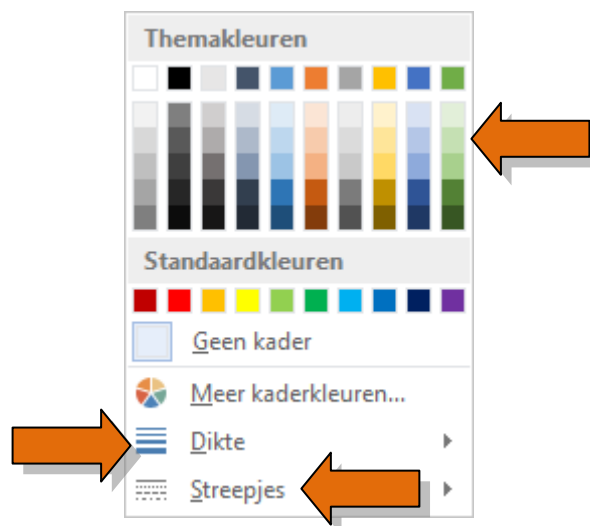 Themakleuren
Standaardkleuren
Geen kader
Meer kaderkleuren...
Dikte
Streepjes